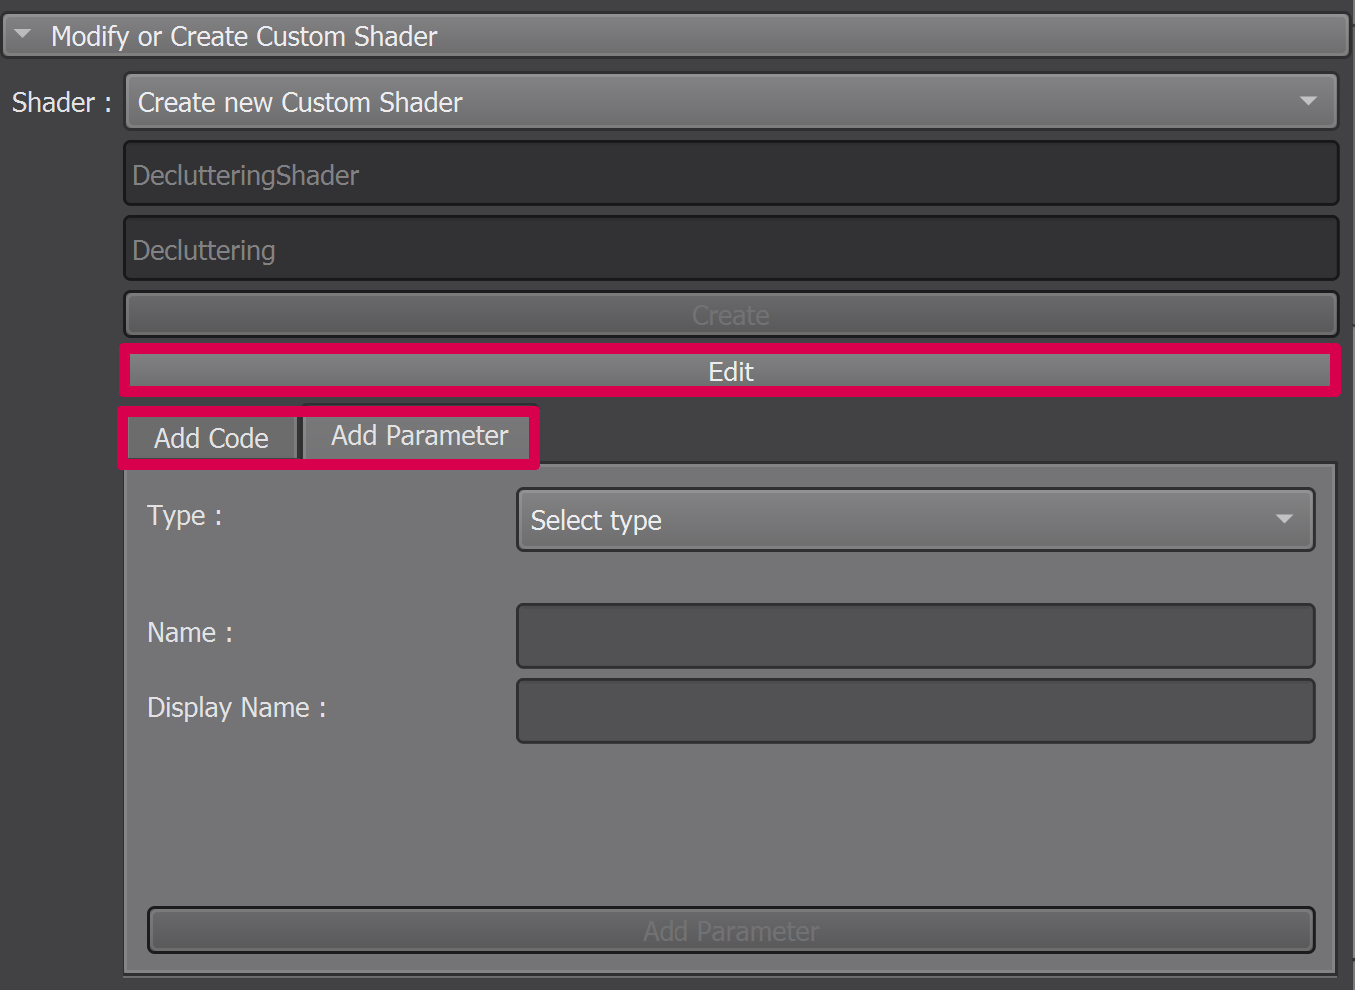 Modify or Create Custom Shader
Shader : Create new Custom Shader
DeclutteringShader
Decluttering
Create
Edit
Add Code Add Parameter
Type : Select type
Name :
Display Name :
Add Parameter